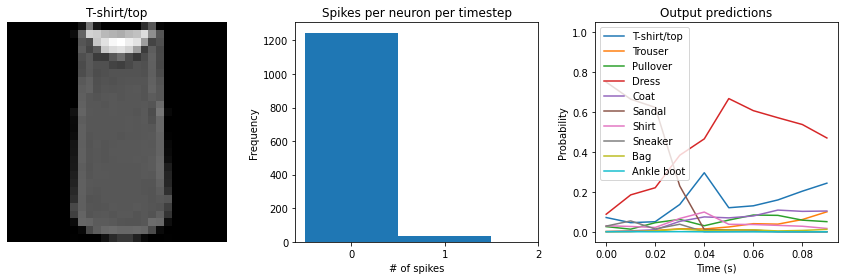 T-shirt/top
Spikes per neuron per timestep
Frequency
1200
1000
800
600
400
200
0
0
1
2
# of spikes
Output predictions
Probability
1.0
0.8
0.6
0.4
0.2
0.0
T-shirt/top
Trouser
Pullover
Dress
Coat
Sandal
Shirt
Sneaker
Bag
Ankle boot
0.00
0.02
0.04
0.06
0.08
Time (s)